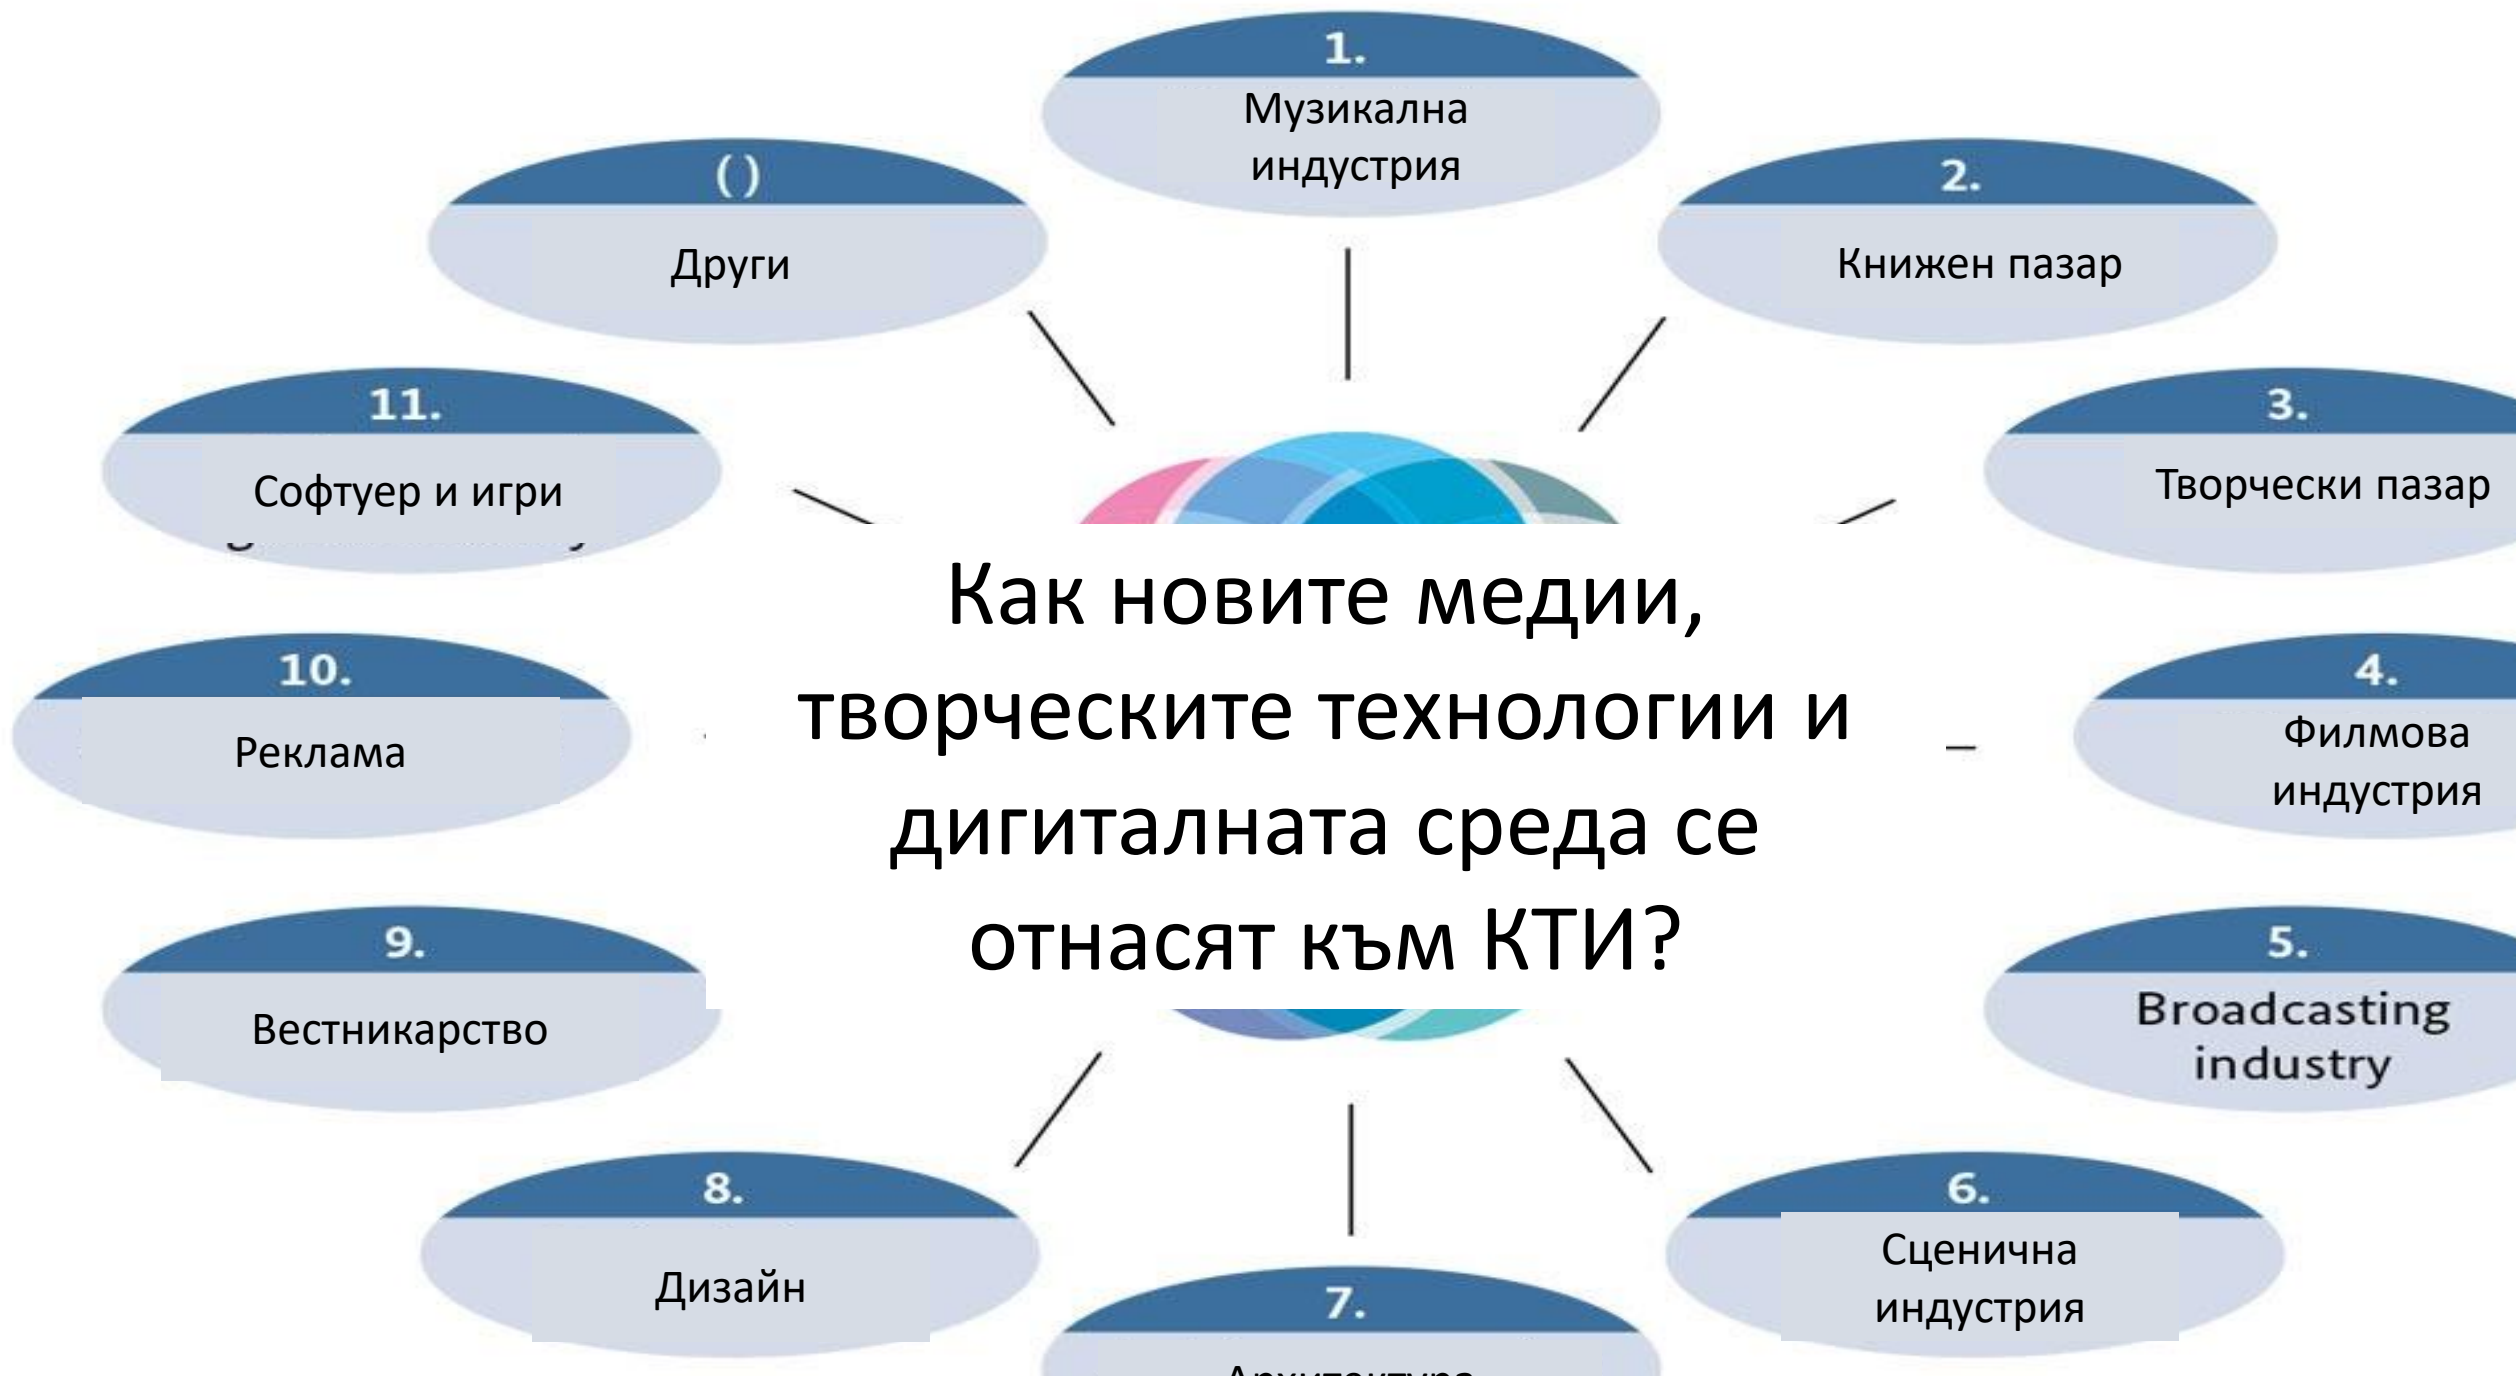 1.
Музикална
индустрия
2.
Книжен пазар
3.
Творчески пазар
4.
Филмова
индустрия
5.
Broadcasting
industry
6.
Сценична
индустрия
7.
Архитектура
8.
Дизайн
9.
Вестникарство
10.
Реклама
11.
Софтуер и игри
( )
Други
Как новите медии,
творческите технологии и
дигиталната среда се
отнасят към КТИ?